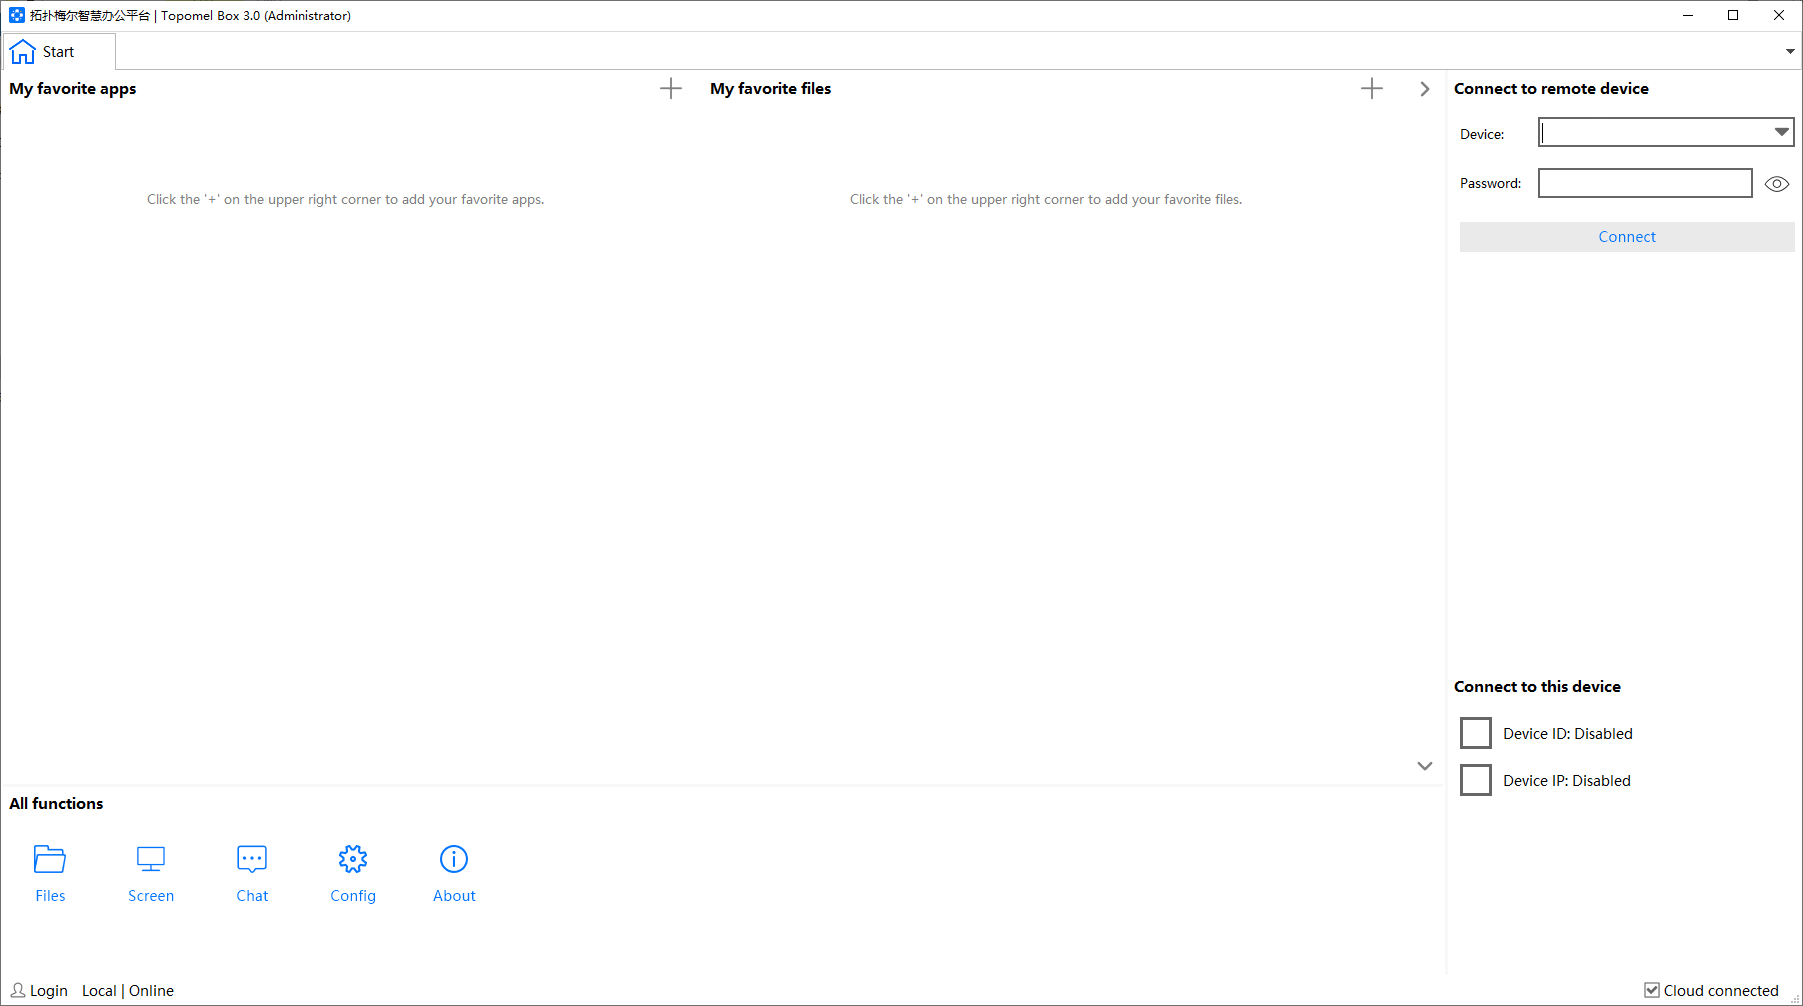 拓扑梅尔智慧办公平台 | Topomel Box 3.0 (Administrator)
Start
My favorite apps
My favorite files
Connect to remote device
Device:
Password:
Click the '+' on the upper right corner to add your favorite apps.
Click the '+' on the upper right corner to add your favorite files.
Connect
Connect to this device
Device ID: Disabled
Device IP: Disabled
All functions
Files
Screen
Chat
Config
About
Login
Local | Online
Cloud connected